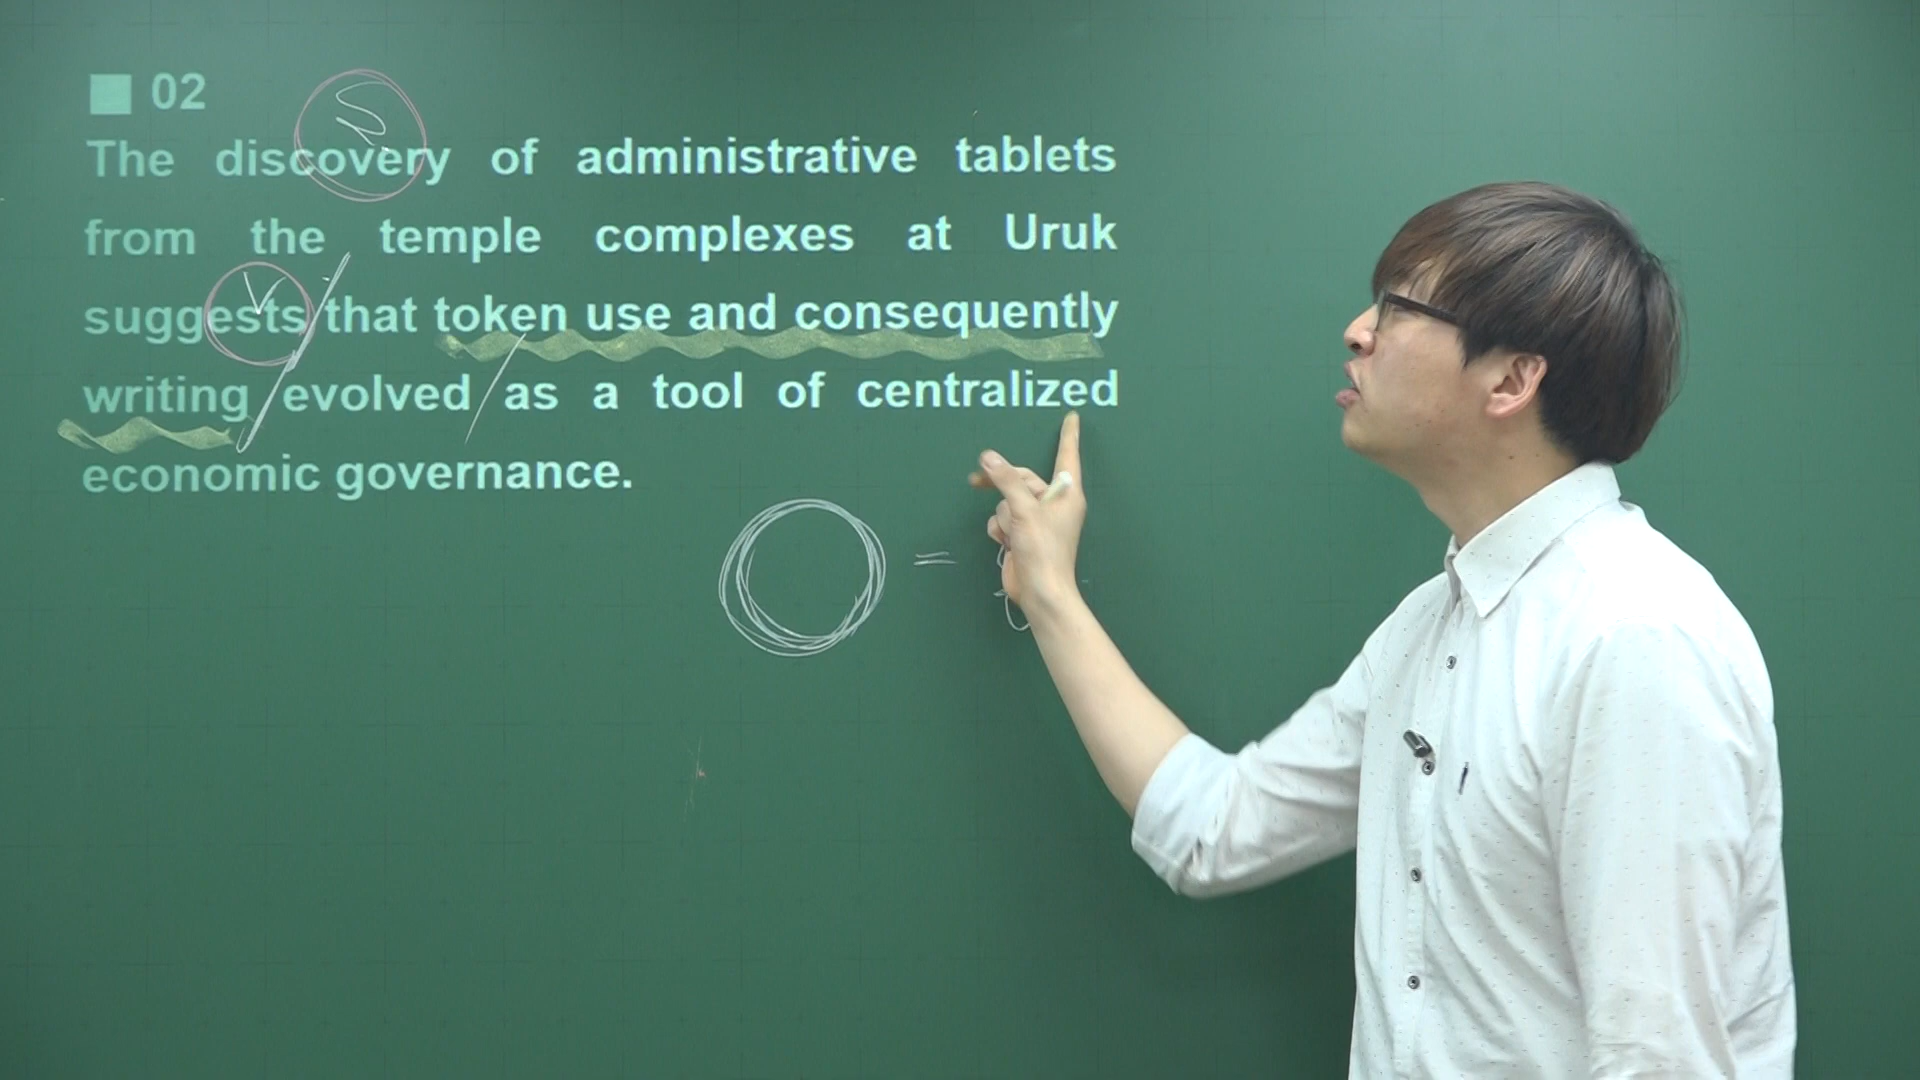 ■ 02
S
The discovery of administrative tablets
from the temple complexes at Uruk
V
suggests that token use and consequently
writing evolved as a tool of centralized
economic governance.
=